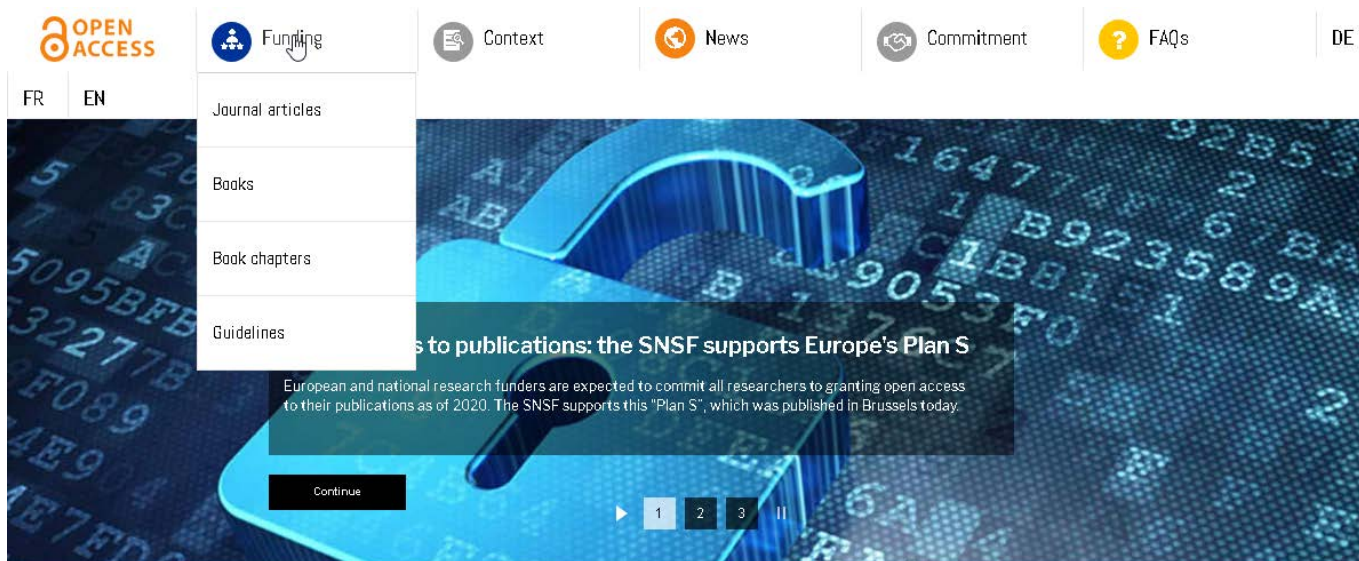 OPEN
ACCESS
Funding
Context
News
Commitment
? FAQs
DE
FR
EN
Journal articles
Books
Book chapters
Guidelines
s to publications: the SNSF supports Europe's Plan S
European and national research funders are expected to commit all researchers to granting open access
to their publications as of 2020. The SNSF supports this "Plan S", which was published in Brussels today.
Continue
1 2 3